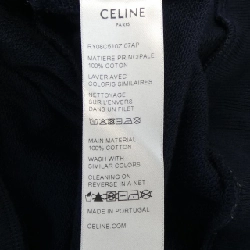 CELINE
PARIS
MATIERE PRINCIPALE
100% COTON
LAVER AVEC
COLORIS SIMILAIRES
NETTOYAGE
SUR L'ENVERS
DANS UN FILET
MAIN MATERIAL
100% COTTON
WASH WITH
SIMILAR COLORS
CLEANING ON
REVERSE IN A NET
MADE IN PORTUGAL
CELINE.COM